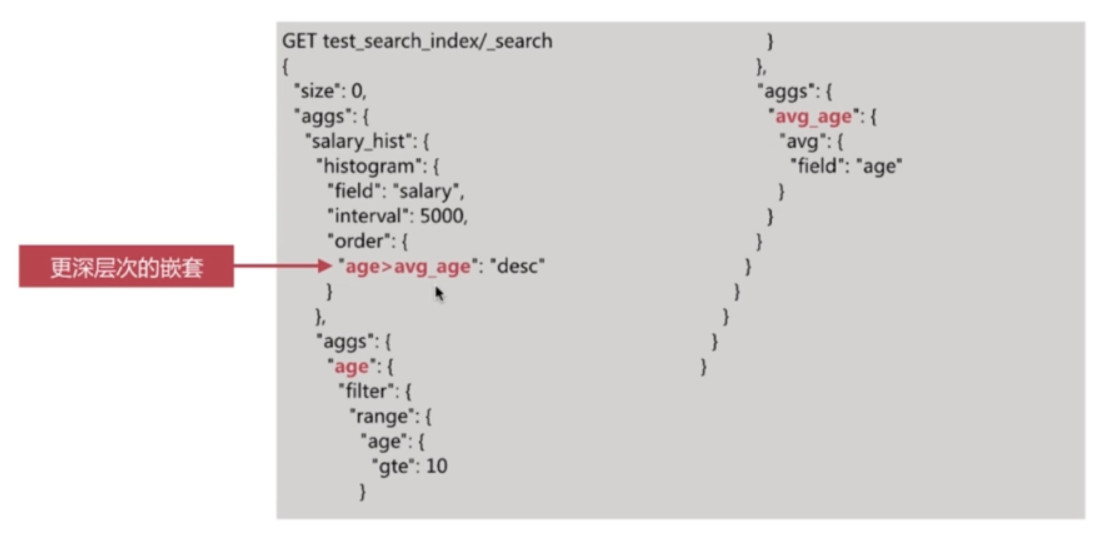 GET test_search_index/_search
{
"size": 0,
"aggs": {
"salary_hist": {
"histogram": {
"field": "salary",
"interval": 5000,
"order": {
"age>avg_age": "desc"
}
},
"aggs": {
"age": {
"filter": {
"range": {
"age": {
"gte": 10
}
}
},
"aggs": {
"avg_age": {
"avg": {
"field": "age"
}
}
}
}
}
}
}
}
更深层次的嵌套